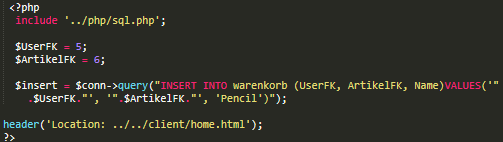 <?php
include '../php/sql.php';
$UserFK = 5;
$ArtikelFK = 6;
$insert = $conn->query("INSERT INTO warenkorb (UserFK, ArtikelFK, Name)VALUES('"
.$UserFK."', '".$ArtikelFK."', 'Pencil')");
header('Location: ../../client/home.html');
?>